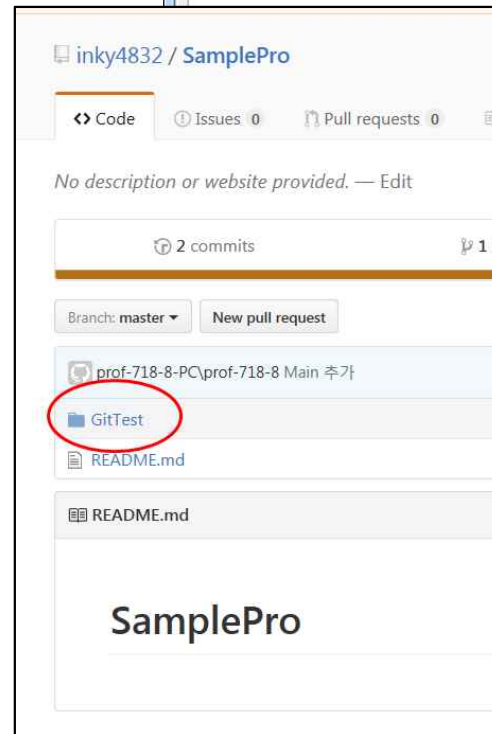 inky4832 / SamplePro
Code Issues 0 Pull requests 0
No description or website provided. — Edit
2 commits 1
Branch: master New pull request
prof-718-8-PC\prof-718-8 Main 추가
GitTest
README.md
README.md
SamplePro